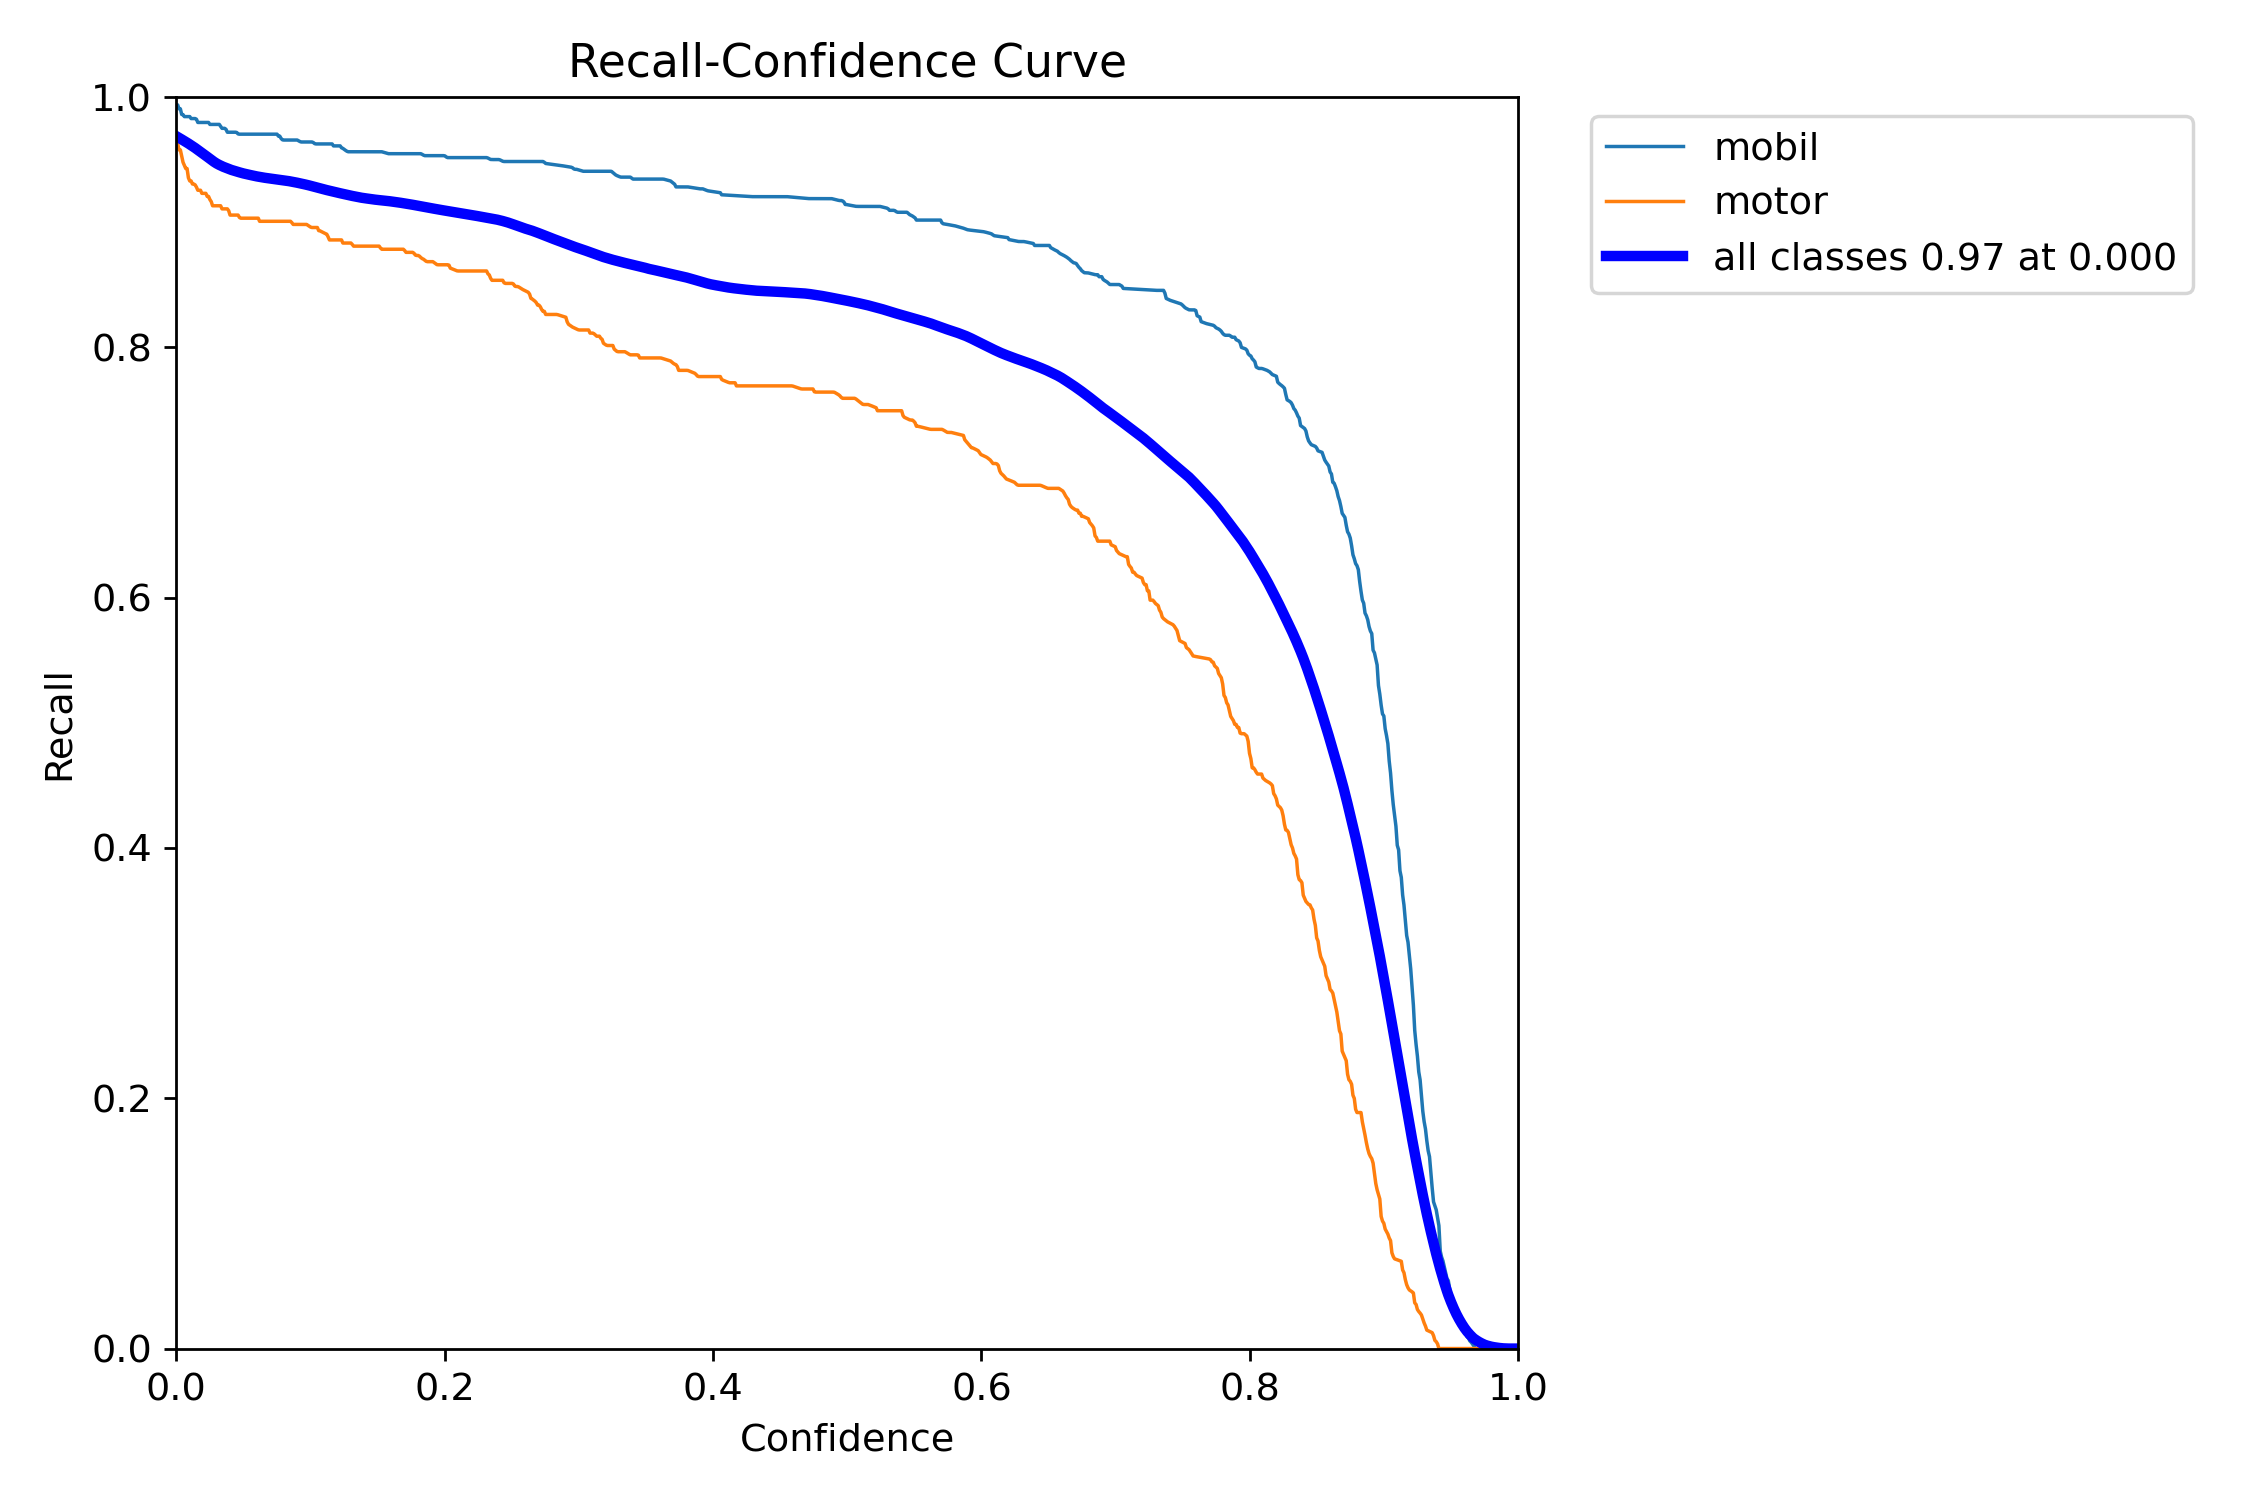 Recall-Confidence Curve
1.0
0.8
0.6
0.4
0.2
0.0
Recall
0.0 0.2 0.4 0.6 0.8 1.0
Confidence
mobil
motor
all classes 0.97 at 0.000